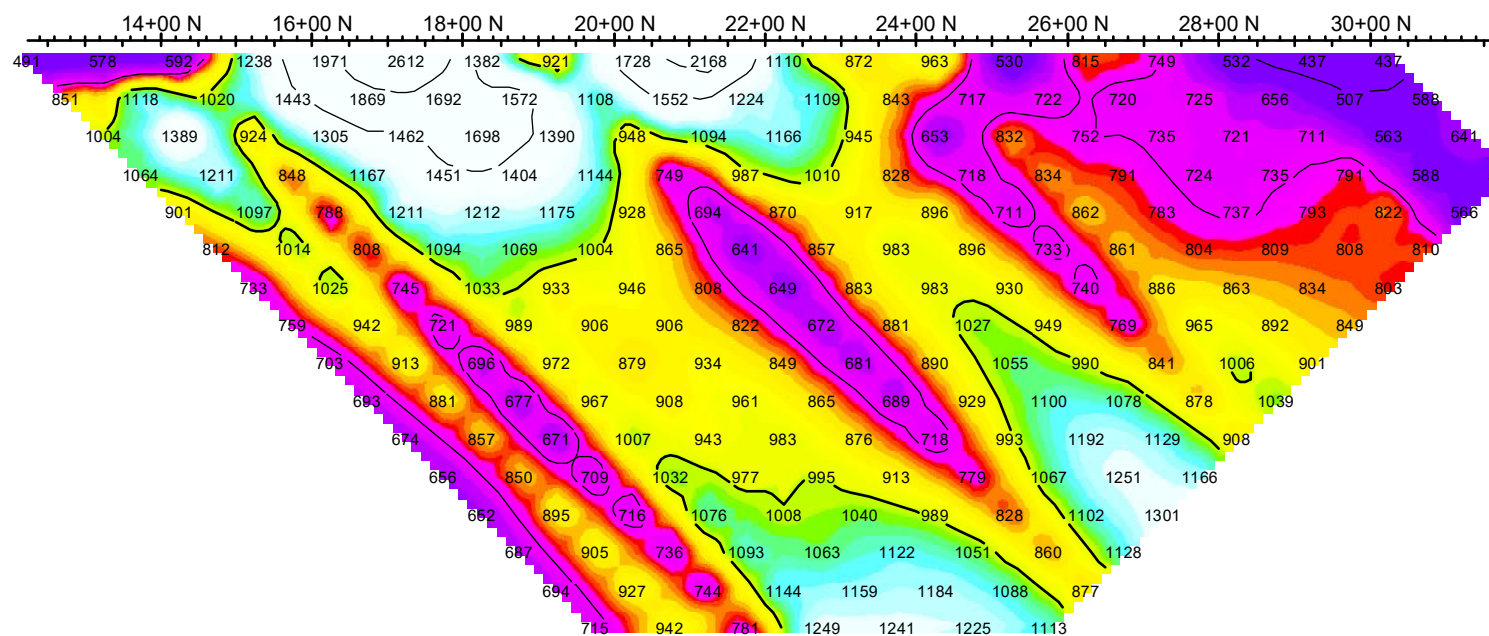 14+00 N 16+00 N 18+00 N 20+00 N 22+00 N 24+00 N 26+00 N 28+00 N 30+00 N
491 578 592 1238 1971 2612 1382 921 1728 2168 1110 872 963 530 815 749 532 437 437
851 1118 1020 1443 1869 1692 1572 1108 1552 1224 1109 843 717 722 720 725 656 507 588
1004 1389 924 1305 1462 1698 1390 948 1094 1166 945 653 832 752 735 721 711 563 641
1064 1211 848 1167 1451 1404 1144 749 987 1010 828 718 834 791 724 735 791 588
901 1097 788 1211 1212 1175 928 694 870 917 896 711 862 783 737 793 822 566
812 1014 808 1094 1069 1004 865 641 857 983 896 733 861 804 809 808 810
733 1025 745 1033 933 946 808 649 883 983 930 740 886 863 834 803
759 942 721 989 906 906 822 672 881 1027 949 769 965 892 849
703 913 696 972 879 934 849 681 890 1055 990 841 1006 901
693 881 677 967 908 961 865 689 929 1100 1078 878 1039
674 857 671 1007 943 983 876 718 993 1192 1129 908
656 850 709 1032 977 995 913 779 1067 1251 1166
652 895 716 1076 1008 1040 989 828 1102 1301
687 905 736 1093 1063 1122 1051 860 1128
694 927 744 1144 1159 1184 1088 877
715 942 781 1249 1241 1225 1113